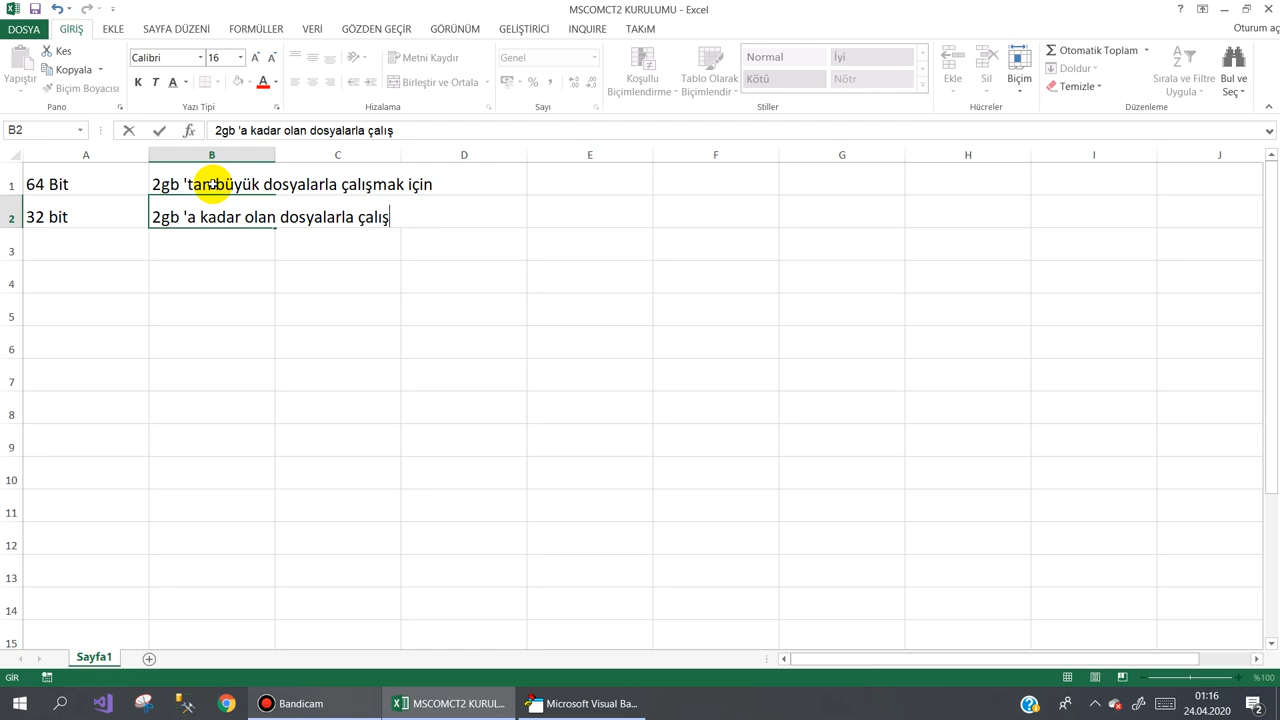 MSCOMCT2 KURULUMU - Excel
DOSYA GİRİŞ EKLE SAYFA DÜZENİ FORMÜLLER VERİ GÖZDEN GEÇİR GÖRÜNÜM GELİŞTİRİCİ INQUIRE TAKıM Oturum aç
Yapıştır
Kes
Kopyala
Biçim Boyacısı
Pano
Calibri 16
K T A
Yazı Tipi
Metni Kaydır
Birleştir ve Ortala
Hizalama
Genel
Sayı
Koşullu Biçimlendirme
Tablo Olarak Biçimlendir
Normal İyi
Kötü Nötr
Stiller
Ekle Sil Biçim
Hücreler
Otomatik Toplam
Doldur
Temizle
Sırala ve Filtre Uygula
Bul ve Seç
Düzenleme
B2 fx 2gb 'a kadar olan dosyalarla çalış
A B C D E F G H I J
1 64 Bit 2gb 'tan büyük dosyalarla çalışmak için
2 32 bit 2gb 'a kadar olan dosyalarla çalış
3
4
5
6
7
8
9
10
11
12
13
14
15
Sayfa1
GİR %100
Bandicam MSCOMCT2 KURUL... Microsoft Visual Ba... 01:16
24.04.2020 2